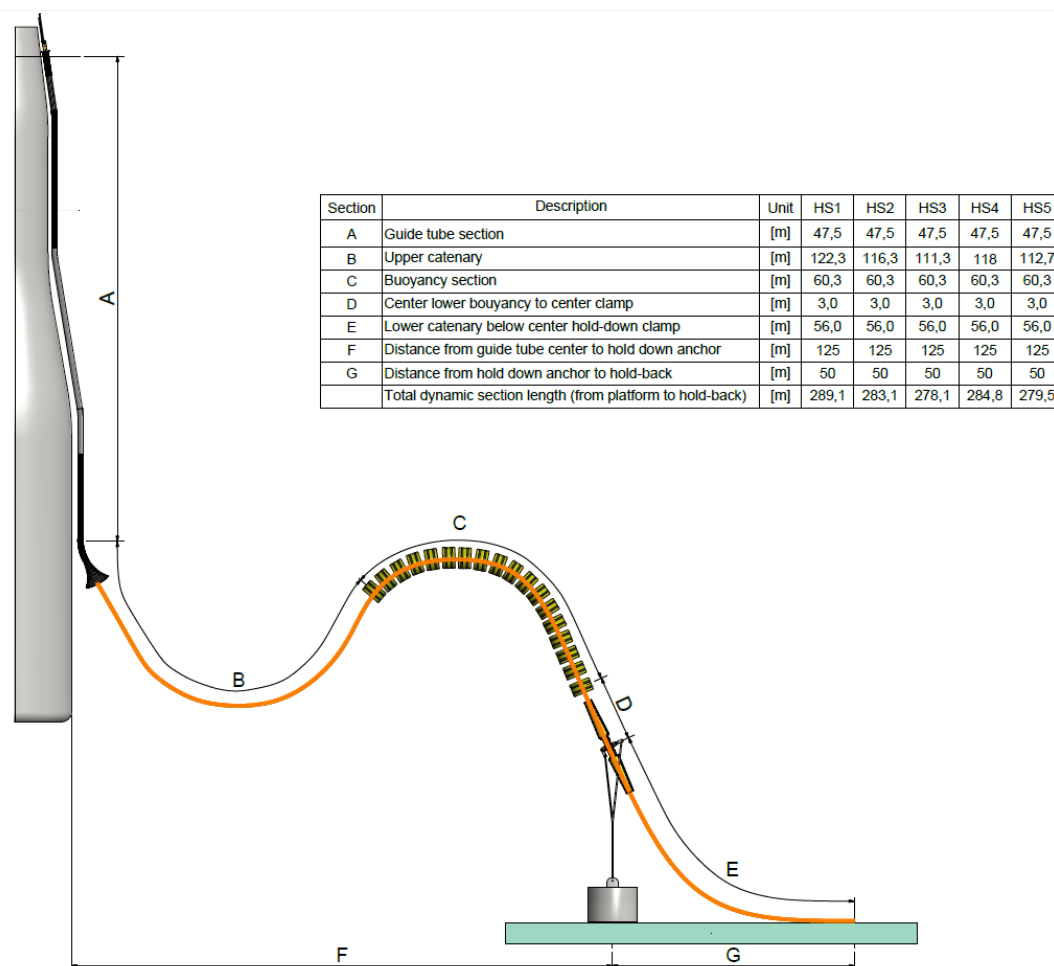 Section Description Unit HS1 HS2 HS3 HS4 HS5
A Guide tube section [m] 47,5 47,5 47,5 47,5 47,5
B Upper catenary [m] 122,3 116,3 111,3 118 112,7
C Buoyancy section [m] 60,3 60,3 60,3 60,3 60,3
D Center lower bouyancy to center clamp [m] 3,0 3,0 3,0 3,0 3,0
E Lower catenary below center hold-down clamp [m] 56,0 56,0 56,0 56,0 56,0
F Distance from guide tube center to hold down anchor [m] 125 125 125 125 125
G Distance from hold down anchor to hold-back [m] 50 50 50 50 50
Total dynamic section length (from platform to hold-back) [m] 289,1 283,1 278,1 284,8 279,5
A
C
B
D
E
F
G